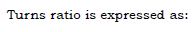 Turns ratio is expressed as: